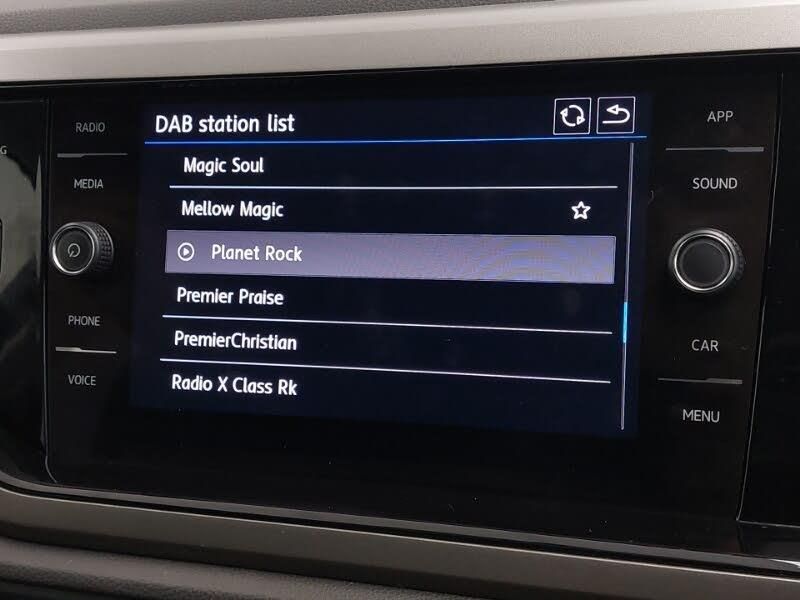 DAB station list
Magic Soul
Mellow Magic
Planet Rock
Premier Praise
PremierChristian
Radio X Class Rk
RADIO
MEDIA
PHONE
VOICE
APP
SOUND
CAR
MENU
G